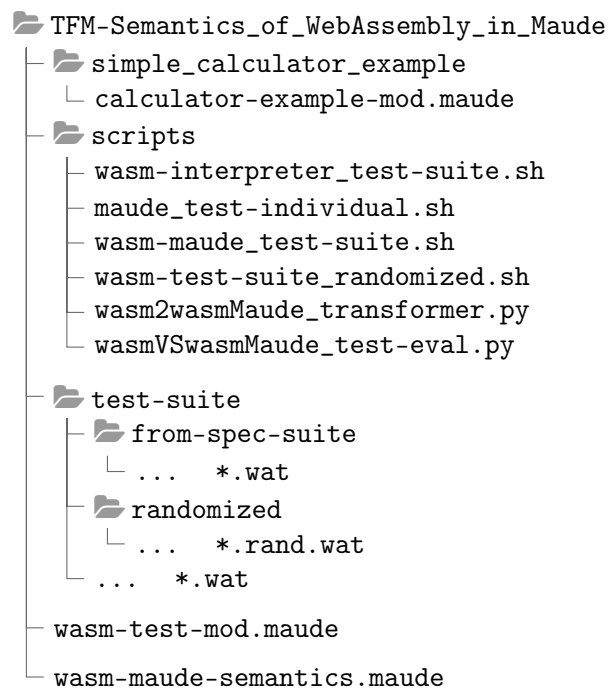 TFM-Semantics_of_WebAssembly_in_Maude
simple_calculator_example
calculator-example-mod.maude
scripts
wasm-interpreter_test-suite.sh
maude_test-individual.sh
wasm-maude_test-suite.sh
wasm-test-suite_randomized.sh
wasm2wasmMaude_transformer.py
wasmVSwasmMaude_test-eval.py
test-suite
from-spec-suite
... *.wat
randomized
... *.rand.wat
... *.wat
wasm-test-mod.maude
wasm-maude-semantics.maude